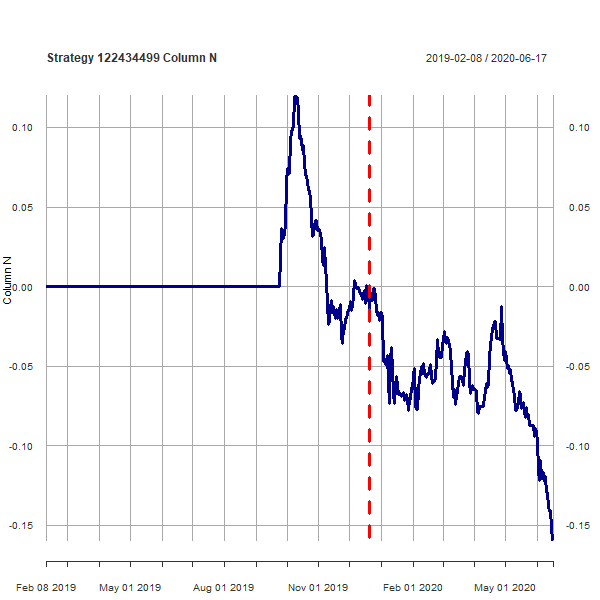 Strategy 122434499 Column N 2019-02-08 / 2020-06-17
0.10 0.10
0.05 0.05
0.00 0.00
-0.05 -0.05
-0.10 -0.10
-0.15 -0.15
Column N
Feb 08 2019 May 01 2019 Aug 01 2019 Nov 01 2019 Feb 01 2020 May 01 2020